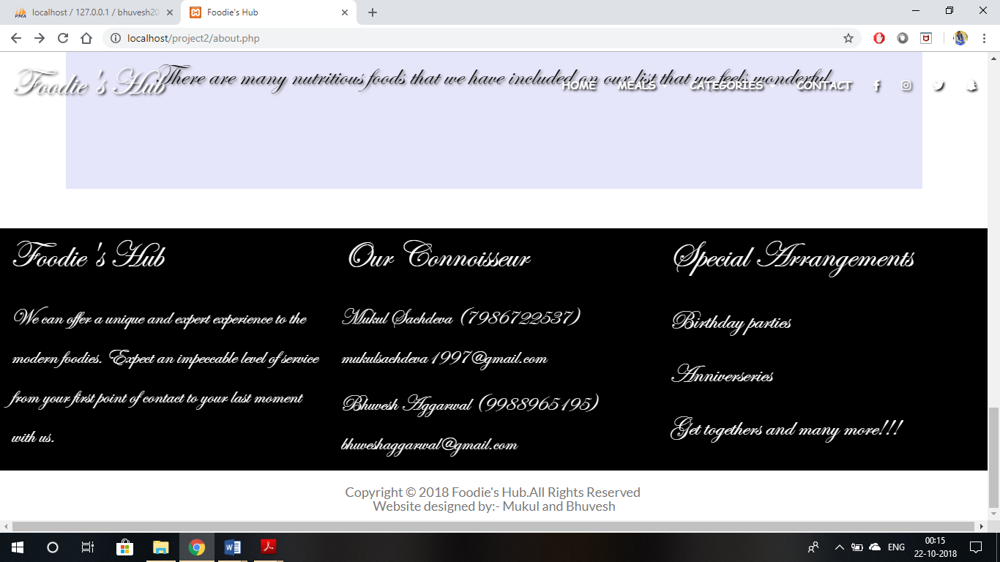 localhost / 127.0.0.1 / bhuvesh20
Foodie's Hub
localhost/project2/about.php
Foodie 's Hub
There are many nutritious foods that we have included on our list that we feels wonderful.
HOME MEALS CATEGORIES CONTACT
Foodie 's Hub
We can offer a unique and expert experience to the
modern foodies. Expect an impeccable level of service
from your first point of contact to your last moment
with us.
Our Connoisseur
Mukul Sachdeva (7986722537)
mukulsachdeva1997@gmail.com
Bhuvesh Aggarwal (9988965195)
bhuveshaggarwal@gmail.com
Special Arrangements
Birthday parties
Anniverseries
Get togethers and many more!!!
Copyright © 2018 Foodie's Hub.All Rights Reserved
Website designed by:- Mukul and Bhuvesh
ENG
00:15
22-10-2018